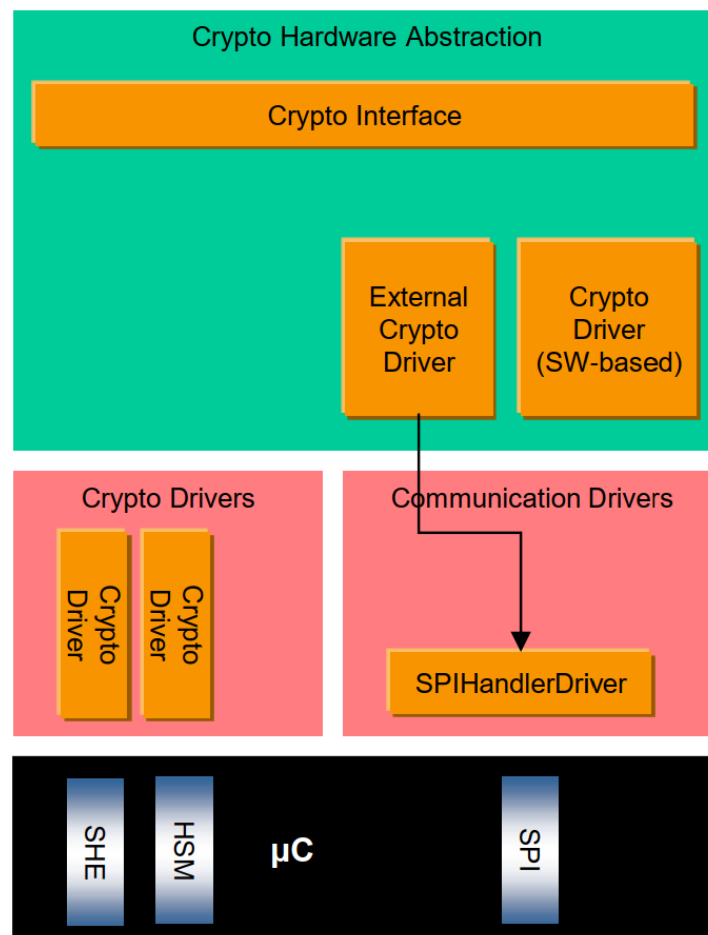 Crypto Hardware Abstraction
Crypto Interface
External
Crypto
Driver
Crypto
Driver
(SW-based)
Crypto Drivers
Communication Drivers
Crypto
Driver
Crypto
Driver
SPIHandlerDriver
SHE
HSM
µC
SPI